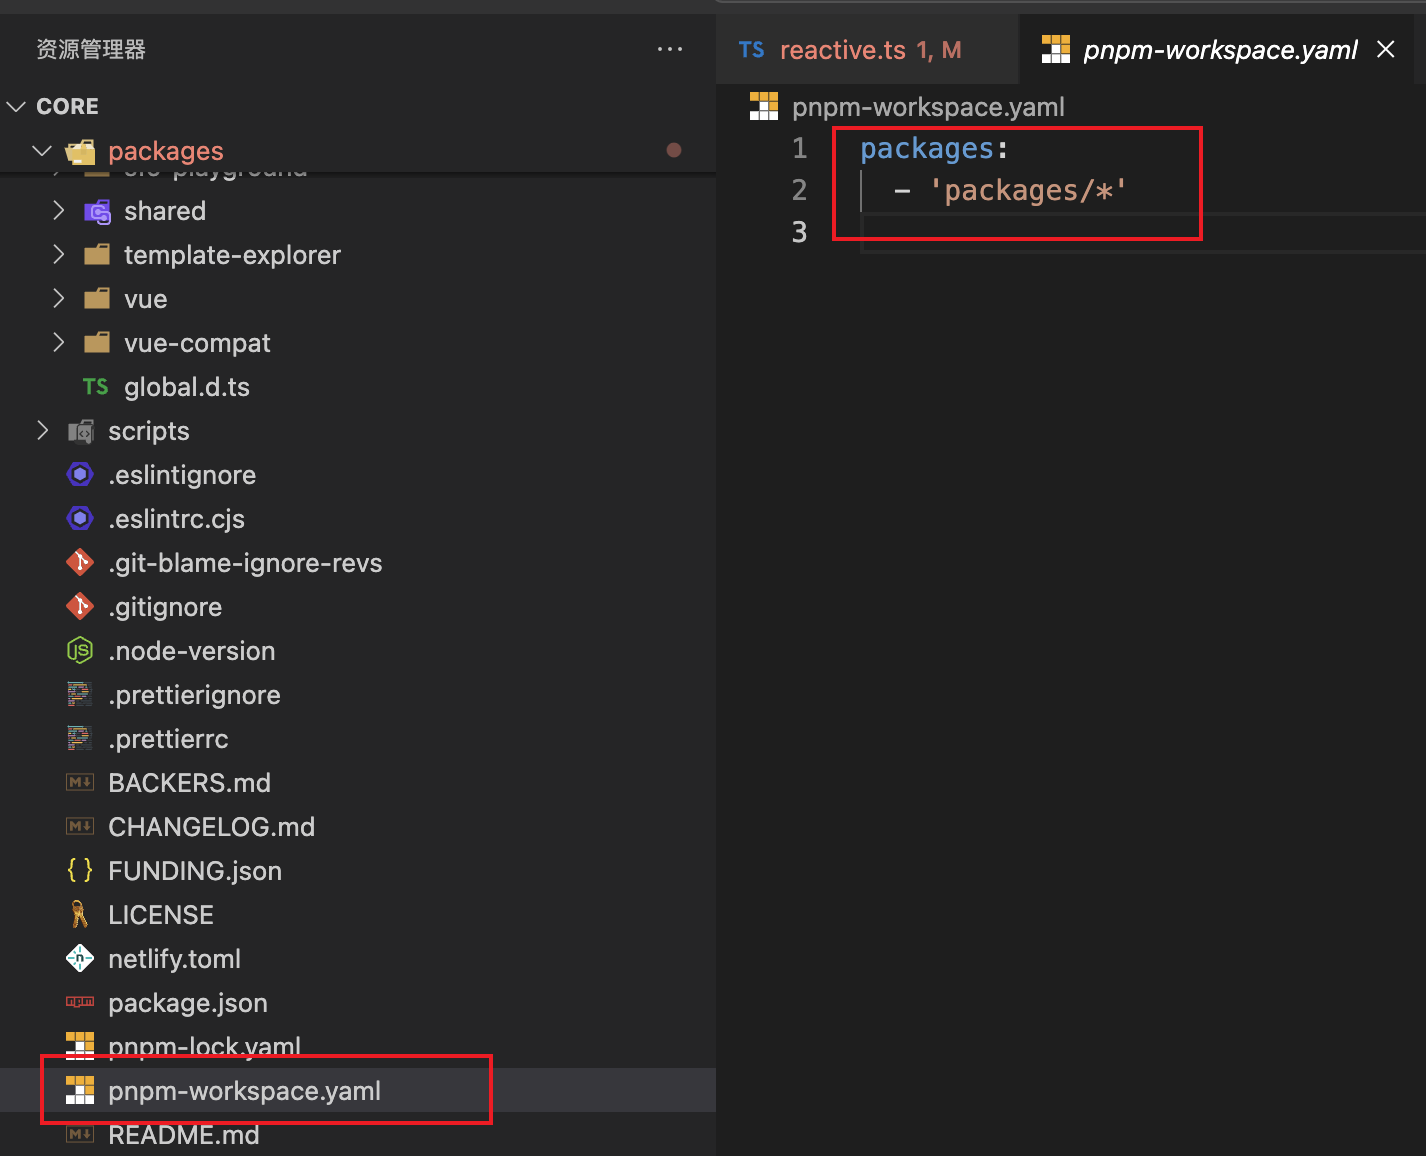 资源管理器
CORE
packages
shared
template-explorer
vue
vue-compat
TS global.d.ts
scripts
.eslintignore
.eslintrc.cjs
.git-blame-ignore-revs
.gitignore
.node-version
.prettierignore
.prettierrc
BACKERS.md
CHANGELOG.md
FUNDING.json
LICENSE
netlify.toml
package.json
pnpm-lock.yaml
pnpm-workspace.yaml
README.md
TS reactive.ts 1, M
pnpm-workspace.yaml
pnpm-workspace.yaml
1 packages:
2 - 'packages/*'
3